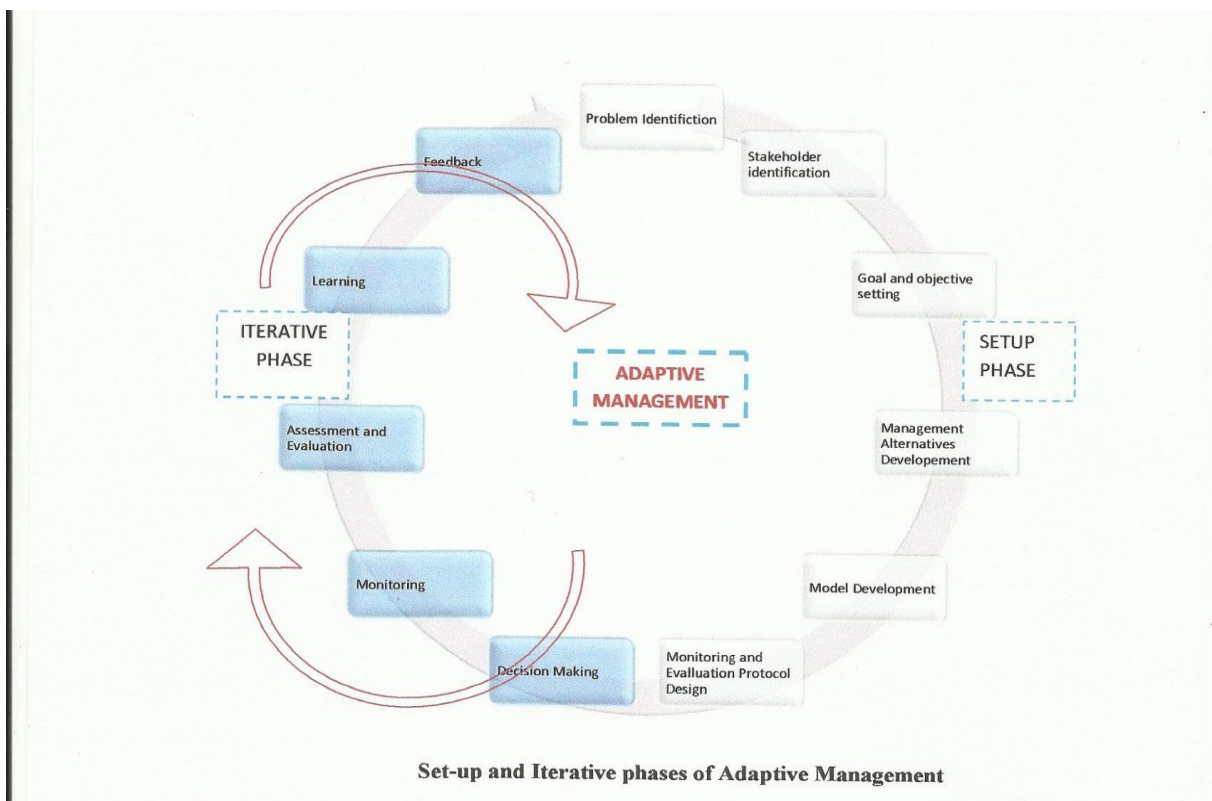 Problem Identifiction
Stakeholder
identification
Goal and objective
setting
SETUP
PHASE
Management
Alternatives
Developement
Model Development
Monitoring and
Evalluation Protocol
Design
Decision Making
Monitoring
Assessment and
Evaluation
ITERATIVE
PHASE
Learning
Feedback
ADAPTIVE
MANAGEMENT
Set-up and Iterative phases of Adaptive Management